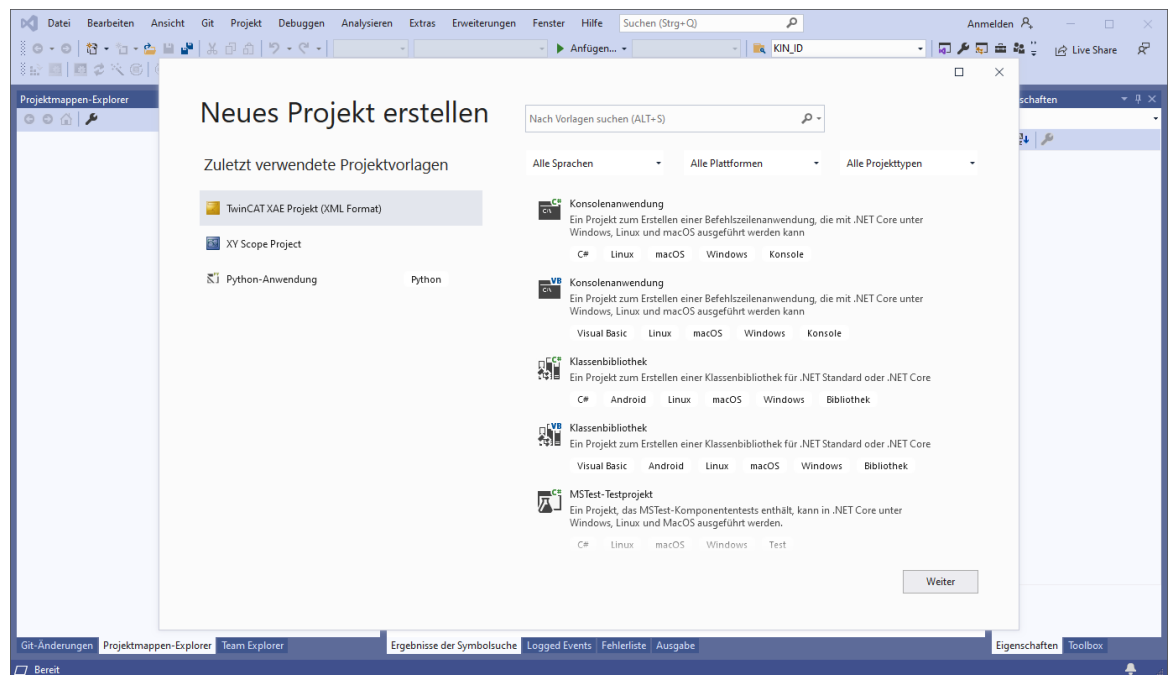 Datei Bearbeiten Ansicht Git Projekt Debuggen Analysieren Extras Erweiterungen Fenster Hilfe Suchen (Strg+Q) Anmelden
Anfügen... KIN_ID Live Share
Projektmappen-Explorer
schaften
Neues Projekt erstellen
Nach Vorlagen suchen (ALT+S)
Zuletzt verwendete Projektvorlagen
Alle Sprachen Alle Plattformen Alle Projekttypen
TwinCAT XAE Projekt (XML Format)
XY Scope Project
Python-Anwendung Python
Konsolenanwendung
Ein Projekt zum Erstellen einer Befehlszeilenanwendung, die mit .NET Core unter
Windows, Linux und macOS ausgeführt werden kann
C# Linux macOS Windows Konsole
Konsolenanwendung
Ein Projekt zum Erstellen einer Befehlszeilenanwendung, die mit .NET Core unter
Windows, Linux und macOS ausgeführt werden kann
Visual Basic Linux macOS Windows Konsole
Klassenbibliothek
Ein Projekt zum Erstellen einer Klassenbibliothek für .NET Standard oder .NET Core
C# Android Linux macOS Windows Bibliothek
Klassenbibliothek
Ein Projekt zum Erstellen einer Klassenbibliothek für .NET Standard oder .NET Core
Visual Basic Android Linux macOS Windows Bibliothek
MSTest-Testprojekt
Ein Projekt, das MSTest-Komponententests enthält, kann in .NET Core unter
Windows, Linux und MacOS ausgeführt werden.
C# Linux macOS Windows Test
Weiter
Git-Änderungen Projektmappen-Explorer Team Explorer Ergebnisse der Symbolsuche Logged Events Fehlerliste Ausgabe Eigenschaften Toolbox
Bereit